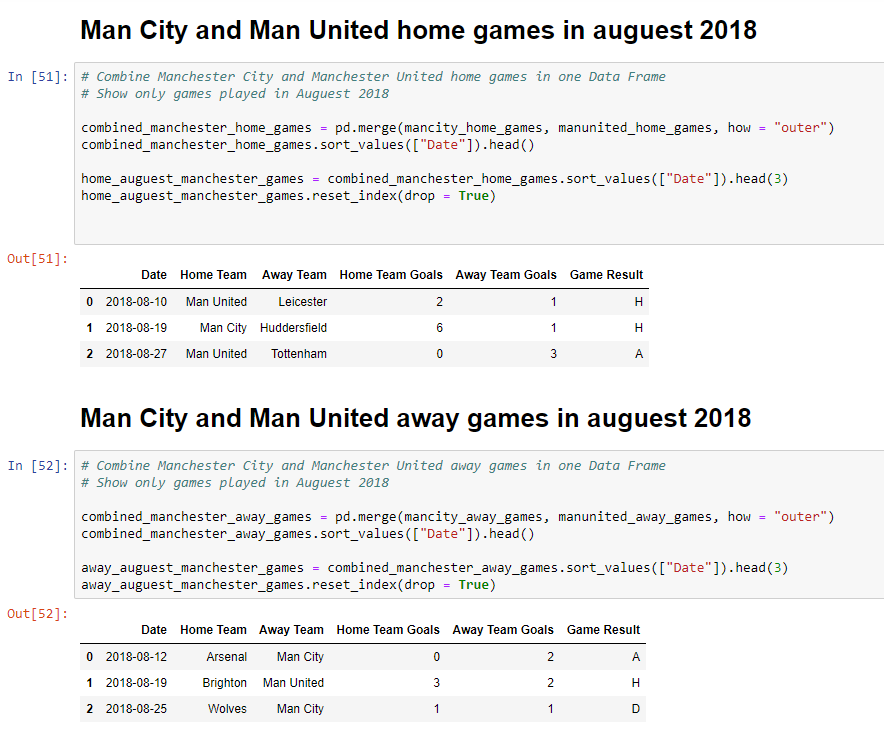 Man City and Man United home games in auguest 2018
In [51]:
# Combine Manchester City and Manchester United home games in one Data Frame
# Show only games played in Auguest 2018
combined_manchester_home_games = pd.merge(mancity_home_games, manunited_home_games, how = "outer")
combined_manchester_home_games.sort_values(["Date"]).head()
home_auguest_manchester_games = combined_manchester_home_games.sort_values(["Date"]).head(3)
home_auguest_manchester_games.reset_index(drop = True)
Out[51]:
Date Home Team Away Team Home Team Goals Away Team Goals Game Result
0 2018-08-10 Man United Leicester 2 1 H
1 2018-08-19 Man City Huddersfield 6 1 H
2 2018-08-27 Man United Tottenham 0 3 A
Man City and Man United away games in auguest 2018
In [52]:
# Combine Manchester City and Manchester United away games in one Data Frame
# Show only games played in Auguest 2018
combined_manchester_away_games = pd.merge(mancity_away_games, manunited_away_games, how = "outer")
combined_manchester_away_games.sort_values(["Date"]).head()
away_auguest_manchester_games = combined_manchester_away_games.sort_values(["Date"]).head(3)
away_auguest_manchester_games.reset_index(drop = True)
Out[52]:
Date Home Team Away Team Home Team Goals Away Team Goals Game Result
0 2018-08-12 Arsenal Man City 0 2 A
1 2018-08-19 Brighton Man United 3 2 H
2 2018-08-25 Wolves Man City 1 1 D